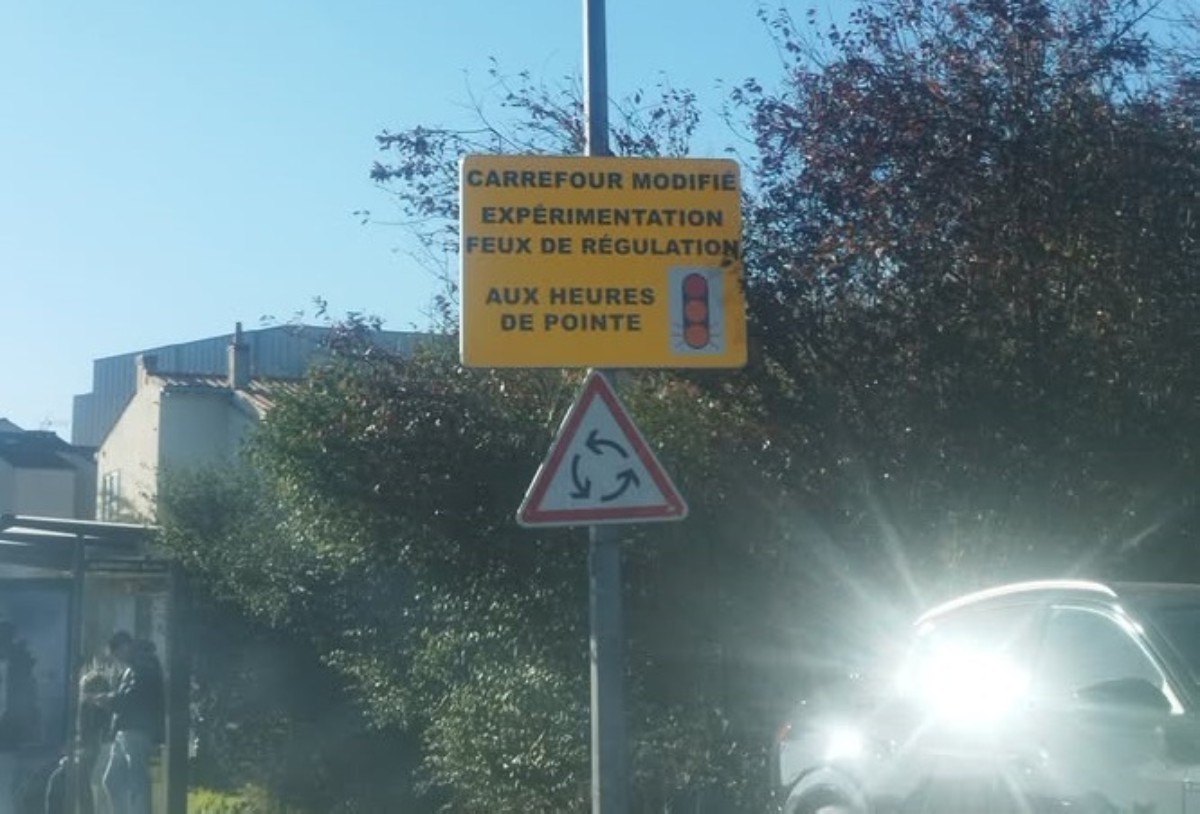 CARREFOUR MODIFIÉ
EXPÉRIMENTATION
FEUX DE RÉGULATION
AUX HEURES
DE POINTE